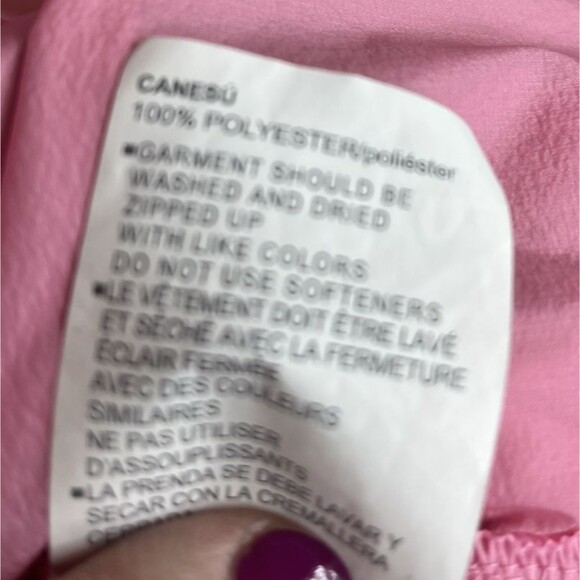 CANESÚ
100% POLYESTER/poliéster
▪GARMENT SHOULD BE
WASHED AND DRIED
ZIPPED UP
WITH LIKE COLORS
DO NOT USE SOFTENERS
▪LE VÊTEMENT DOIT ÊTRE LAVÉ
ET SÉCHÉ AVEC LA FERMETURE
ÉCLAIR FERMÉE
AVEC DES COULEURS
SIMILAIRES
NE PAS UTILISER
D'ASSOUPLISSANTS
▪LA PRENDA SE DEBE LAVAR Y
SECAR CON LA CREMALLERA
CERRADA